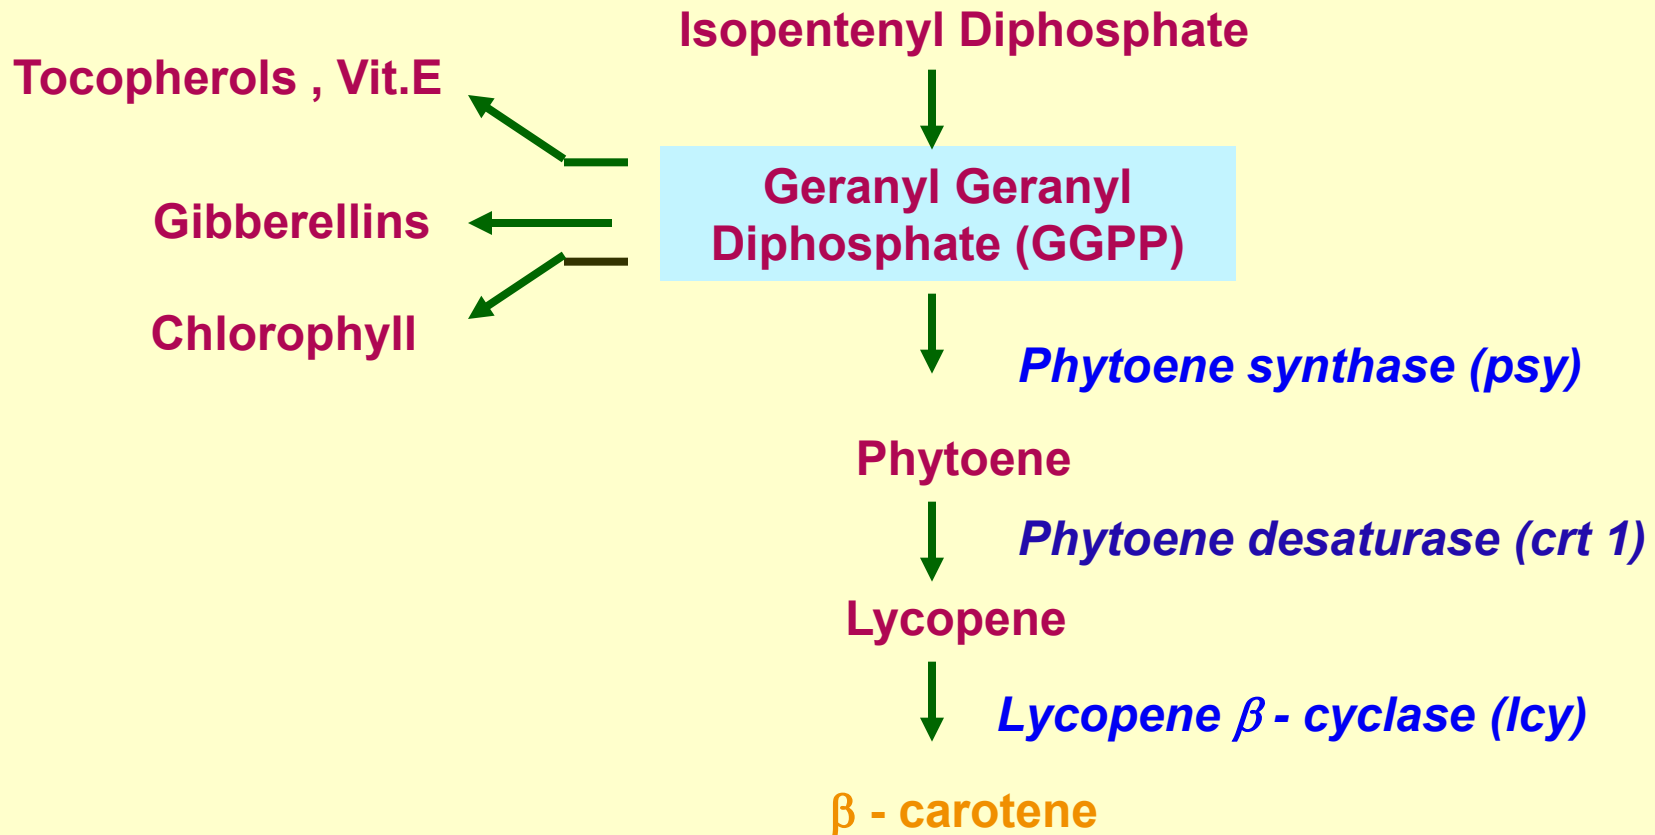 Isopentenyl Diphosphate
Tocopherols , Vit.E
Geranyl Geranyl
Diphosphate (GGPP)
Gibberellins
Chlorophyll
Phytoene synthase (psy)
Phytoene
Phytoene desaturase (crt 1)
Lycopene
Lycopene β - cyclase (lcy)
β - carotene